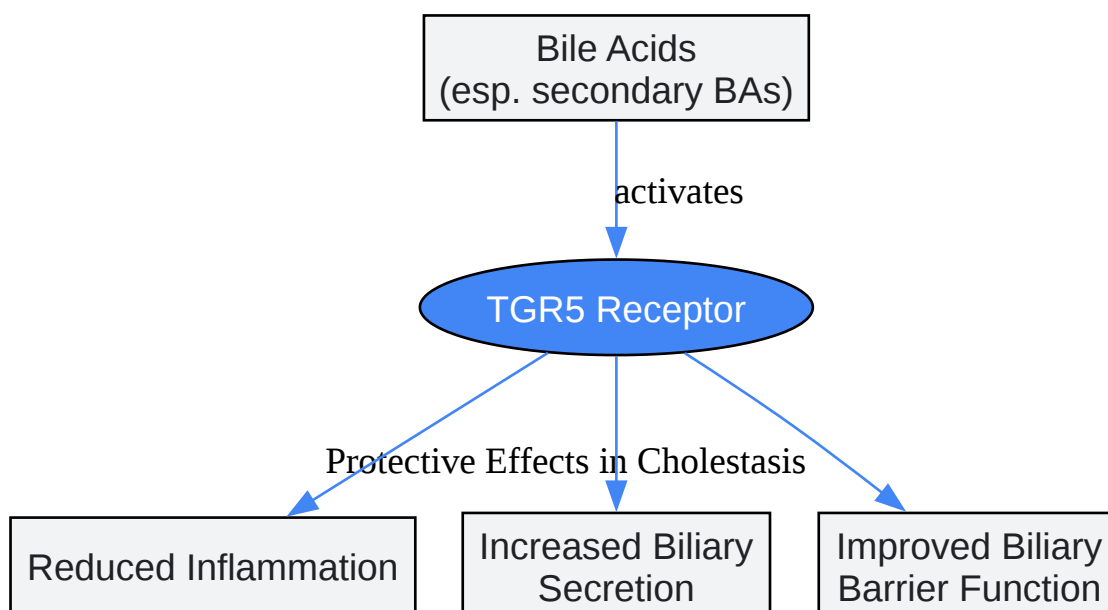 Bile Acids
(esp. secondary BAs)
activates
TGR5 Receptor
Protective Effects in Cholestasis
Reduced Inflammation
Increased Biliary
Secretion
Improved Biliary
Barrier Function